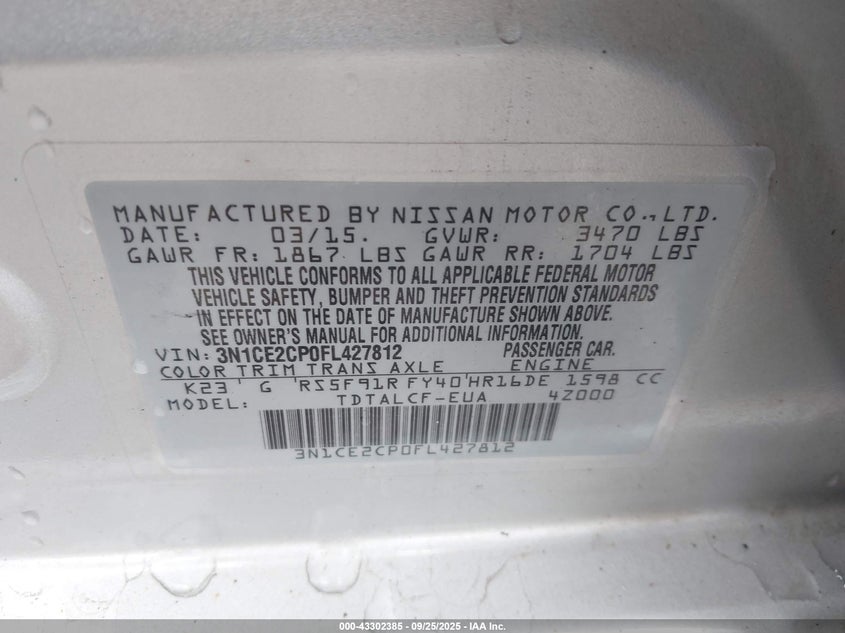 MANUFACTURED BY NISSAN MOTOR CO., LTD.
DATE: 03/15. GVWR: 3470 LBS
GAWR FR: 1867 LBS GAWR RR: 1704 LBS
THIS VEHICLE CONFORMS TO ALL APPLICABLE FEDERAL MOTOR
VEHICLE SAFETY, BUMPER AND THEFT PREVENTION STANDARDS
IN EFFECT ON THE DATE OF MANUFACTURE SHOWN ABOVE.
SEE OWNER'S MANUAL FOR ADDITIONAL INFORMATION.
VIN: 3N1CE2CP0FL427812 PASSENGER CAR.
COLOR TRIM TRANS AXLE ENGINE
K23 G RS5F91R FY40 HR16DE 1598 CC
MODEL: TDTALCF-EUA 4Z000
3N1CE2CP0FL427812
000-43302385 - 09/25/2025 - IAA Inc.